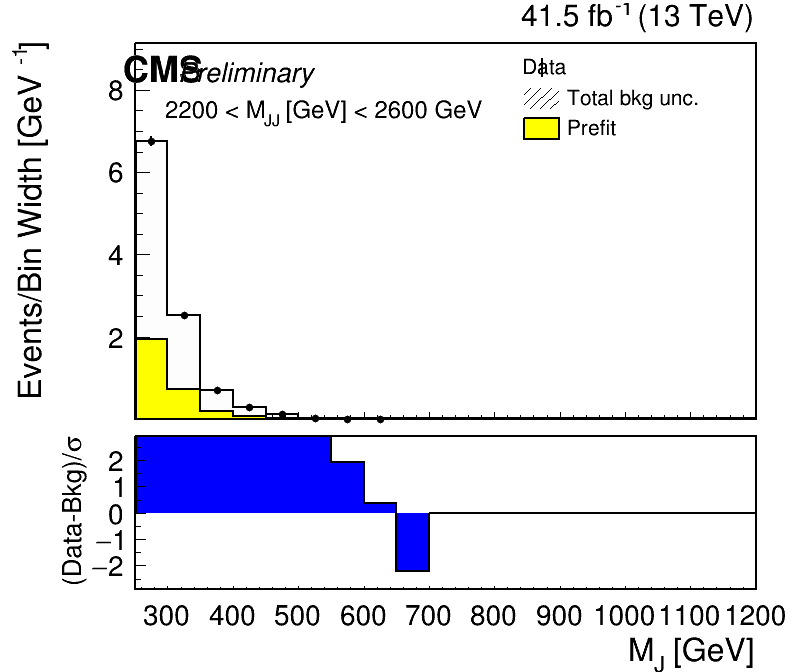 41.5 fb-1 (13 TeV)
CMS Preliminary
Data
2200 < MJJ [GeV] < 2600 GeV
Total bkg unc.
Prefit
Events/Bin Width [GeV -1]
8
6
4
2
(Data-Bkg)/σ
2
1
0
−1
−2
300 400 500 600 700 800 900 1000 1100 1200
MJ [GeV]